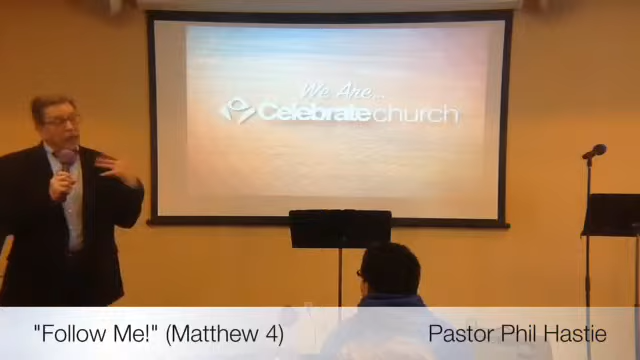 We Are...
Celebratechurch
"Follow Me!" (Matthew 4)
Pastor Phil Hastie